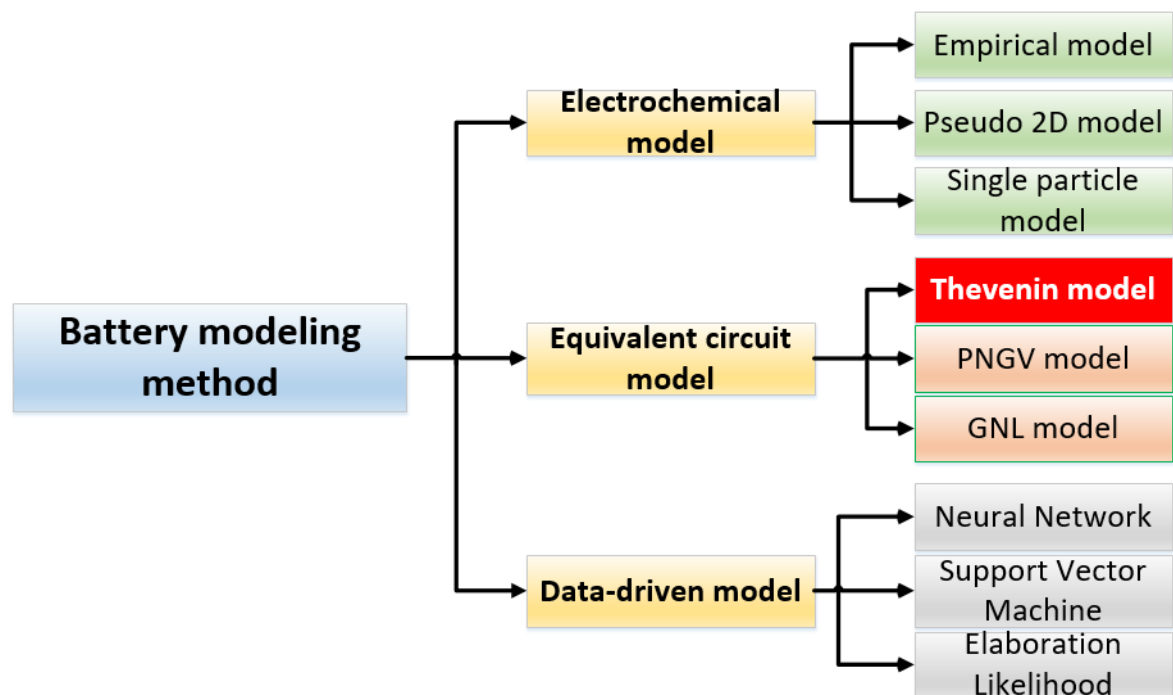 Battery modeling
method
Electrochemical
model
Empirical model
Pseudo 2D model
Single particle
model
Equivalent circuit
model
Thevenin model
PNGV model
GNL model
Data-driven model
Neural Network
Support Vector
Machine
Elaboration
Likelihood